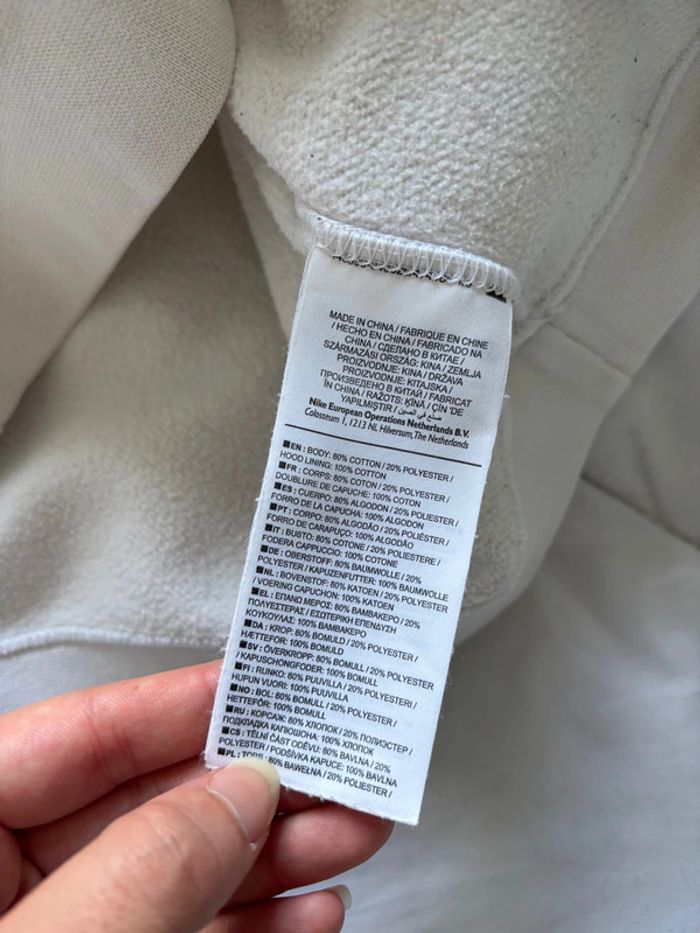 MADE IN CHINA / FABRIQUE EN CHINE
/ HECHO EN CHINA / FABRICADO NA
CHINA / СДЕЛАНО В КИТАЕ /
SZÁRMAZÁSI ORSZÁG: KINA / ZEMLJA
PROIZVODNJE: KINA / DRŽAVA
PROIZVODNJE: KITAJSKA /
ПРОИЗВЕДЕНО В КИТАЙ / FABRICAT
ÎN CHINA / RAŽOTS: ĶĪNĀ / ÇİN 'DE
YAPILMIŞTIR / صنع في الصين
Nike European Operations Netherlands B.V.
Colosseum 1, 1213 NL Hilversum, The Netherlands
EN : BODY: 80% COTTON / 20% POLYESTER /
HOOD LINING: 100% COTTON
FR : CORPS: 80% COTON / 20% POLYESTER /
DOUBLURE DE CAPUCHE: 100% COTON
ES : CUERPO: 80% ALGODON / 20% POLIESTER /
FORRO DE LA CAPUCHA: 100% ALGODON
PT : CORPO: 80% ALGODÃO / 20% POLIÉSTER /
FORRO DE CARAPUÇO: 100% ALGODÃO
IT : BUSTO: 80% COTONE / 20% POLIESTERE /
FODERA CAPPUCCIO: 100% COTONE
DE : OBERSTOFF: 80% BAUMWOLLE / 20%
POLYESTER / KAPUZENFUTTER: 100% BAUMWOLLE
NL : BOVENSTOF: 80% KATOEN / 20% POLYESTER
/ VOERING CAPUCHON: 100% KATOEN
EL : ΕΠΑΝΩ ΜΕΡΟΣ: 80% ΒΑΜΒΑΚΕΡΟ / 20%
ΠΟΛΥΕΣΤΕΡΑΣ / ΕΣΩΤΕΡΙΚΗ ΕΠΕΝΔΥΣΗ
ΚΟΥΚΟΥΛΑΣ: 100% ΒΑΜΒΑΚΕΡΟ
DA : KROP: 80% BOMULD / 20% POLYESTER /
HÆTTEFOR: 100% BOMULD
SV : ÖVERKROPP: 80% BOMULL / 20% POLYESTER
/ KAPUSCHONGFODER: 100% BOMULL
FI : RUNKO: 80% PUUVILLA / 20% POLYESTERI /
HUPUN VUORI: 100% PUUVILLA
NO : BOL: 80% BOMULL / 20% POLYESTER /
HETTEFÔR: 100% BOMULL
RU : КОРСАЖ: 80% ХЛОПОК / 20% ПОЛИЭСТЕР /
ПОДКЛАДКА КАПЮШОНА: 100% ХЛОПОК
CS : TĚLNÍ ČÁST ODĚVU: 80% BAVLNA / 20%
POLYESTER / PODŠÍVKA KAPUCE: 100% BAVLNA
PL : TORS: 80% BAWEŁNA / 20% POLIESTER /